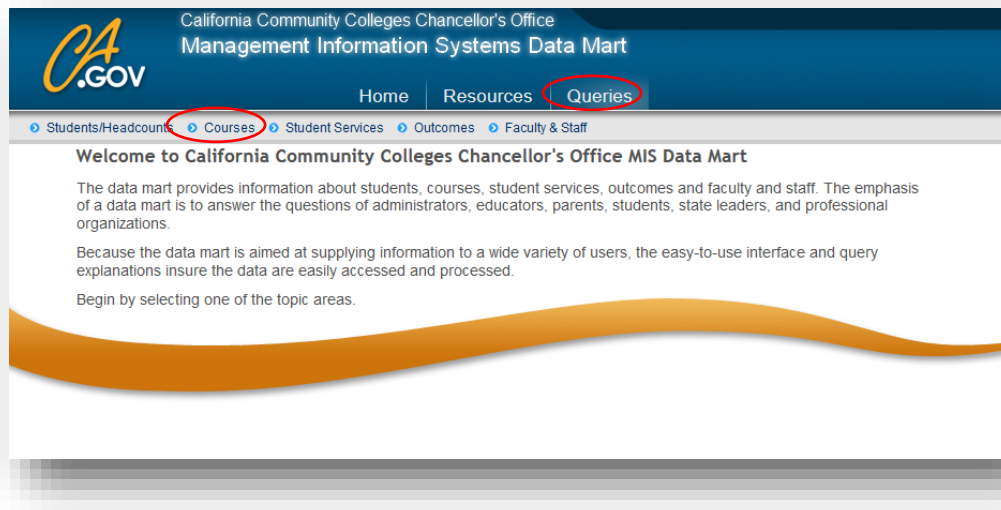 California Community Colleges Chancellor's Office
Management Information Systems Data Mart
CA
.GOV
Home Resources Queries
Students/Headcounts Courses Student Services Outcomes Faculty & Staff
Welcome to California Community Colleges Chancellor's Office MIS Data Mart
The data mart provides information about students, courses, student services, outcomes and faculty and staff. The emphasis
of a data mart is to answer the questions of administrators, educators, parents, students, state leaders, and professional
organizations.
Because the data mart is aimed at supplying information to a wide variety of users, the easy-to-use interface and query
explanations insure the data are easily accessed and processed.
Begin by selecting one of the topic areas.